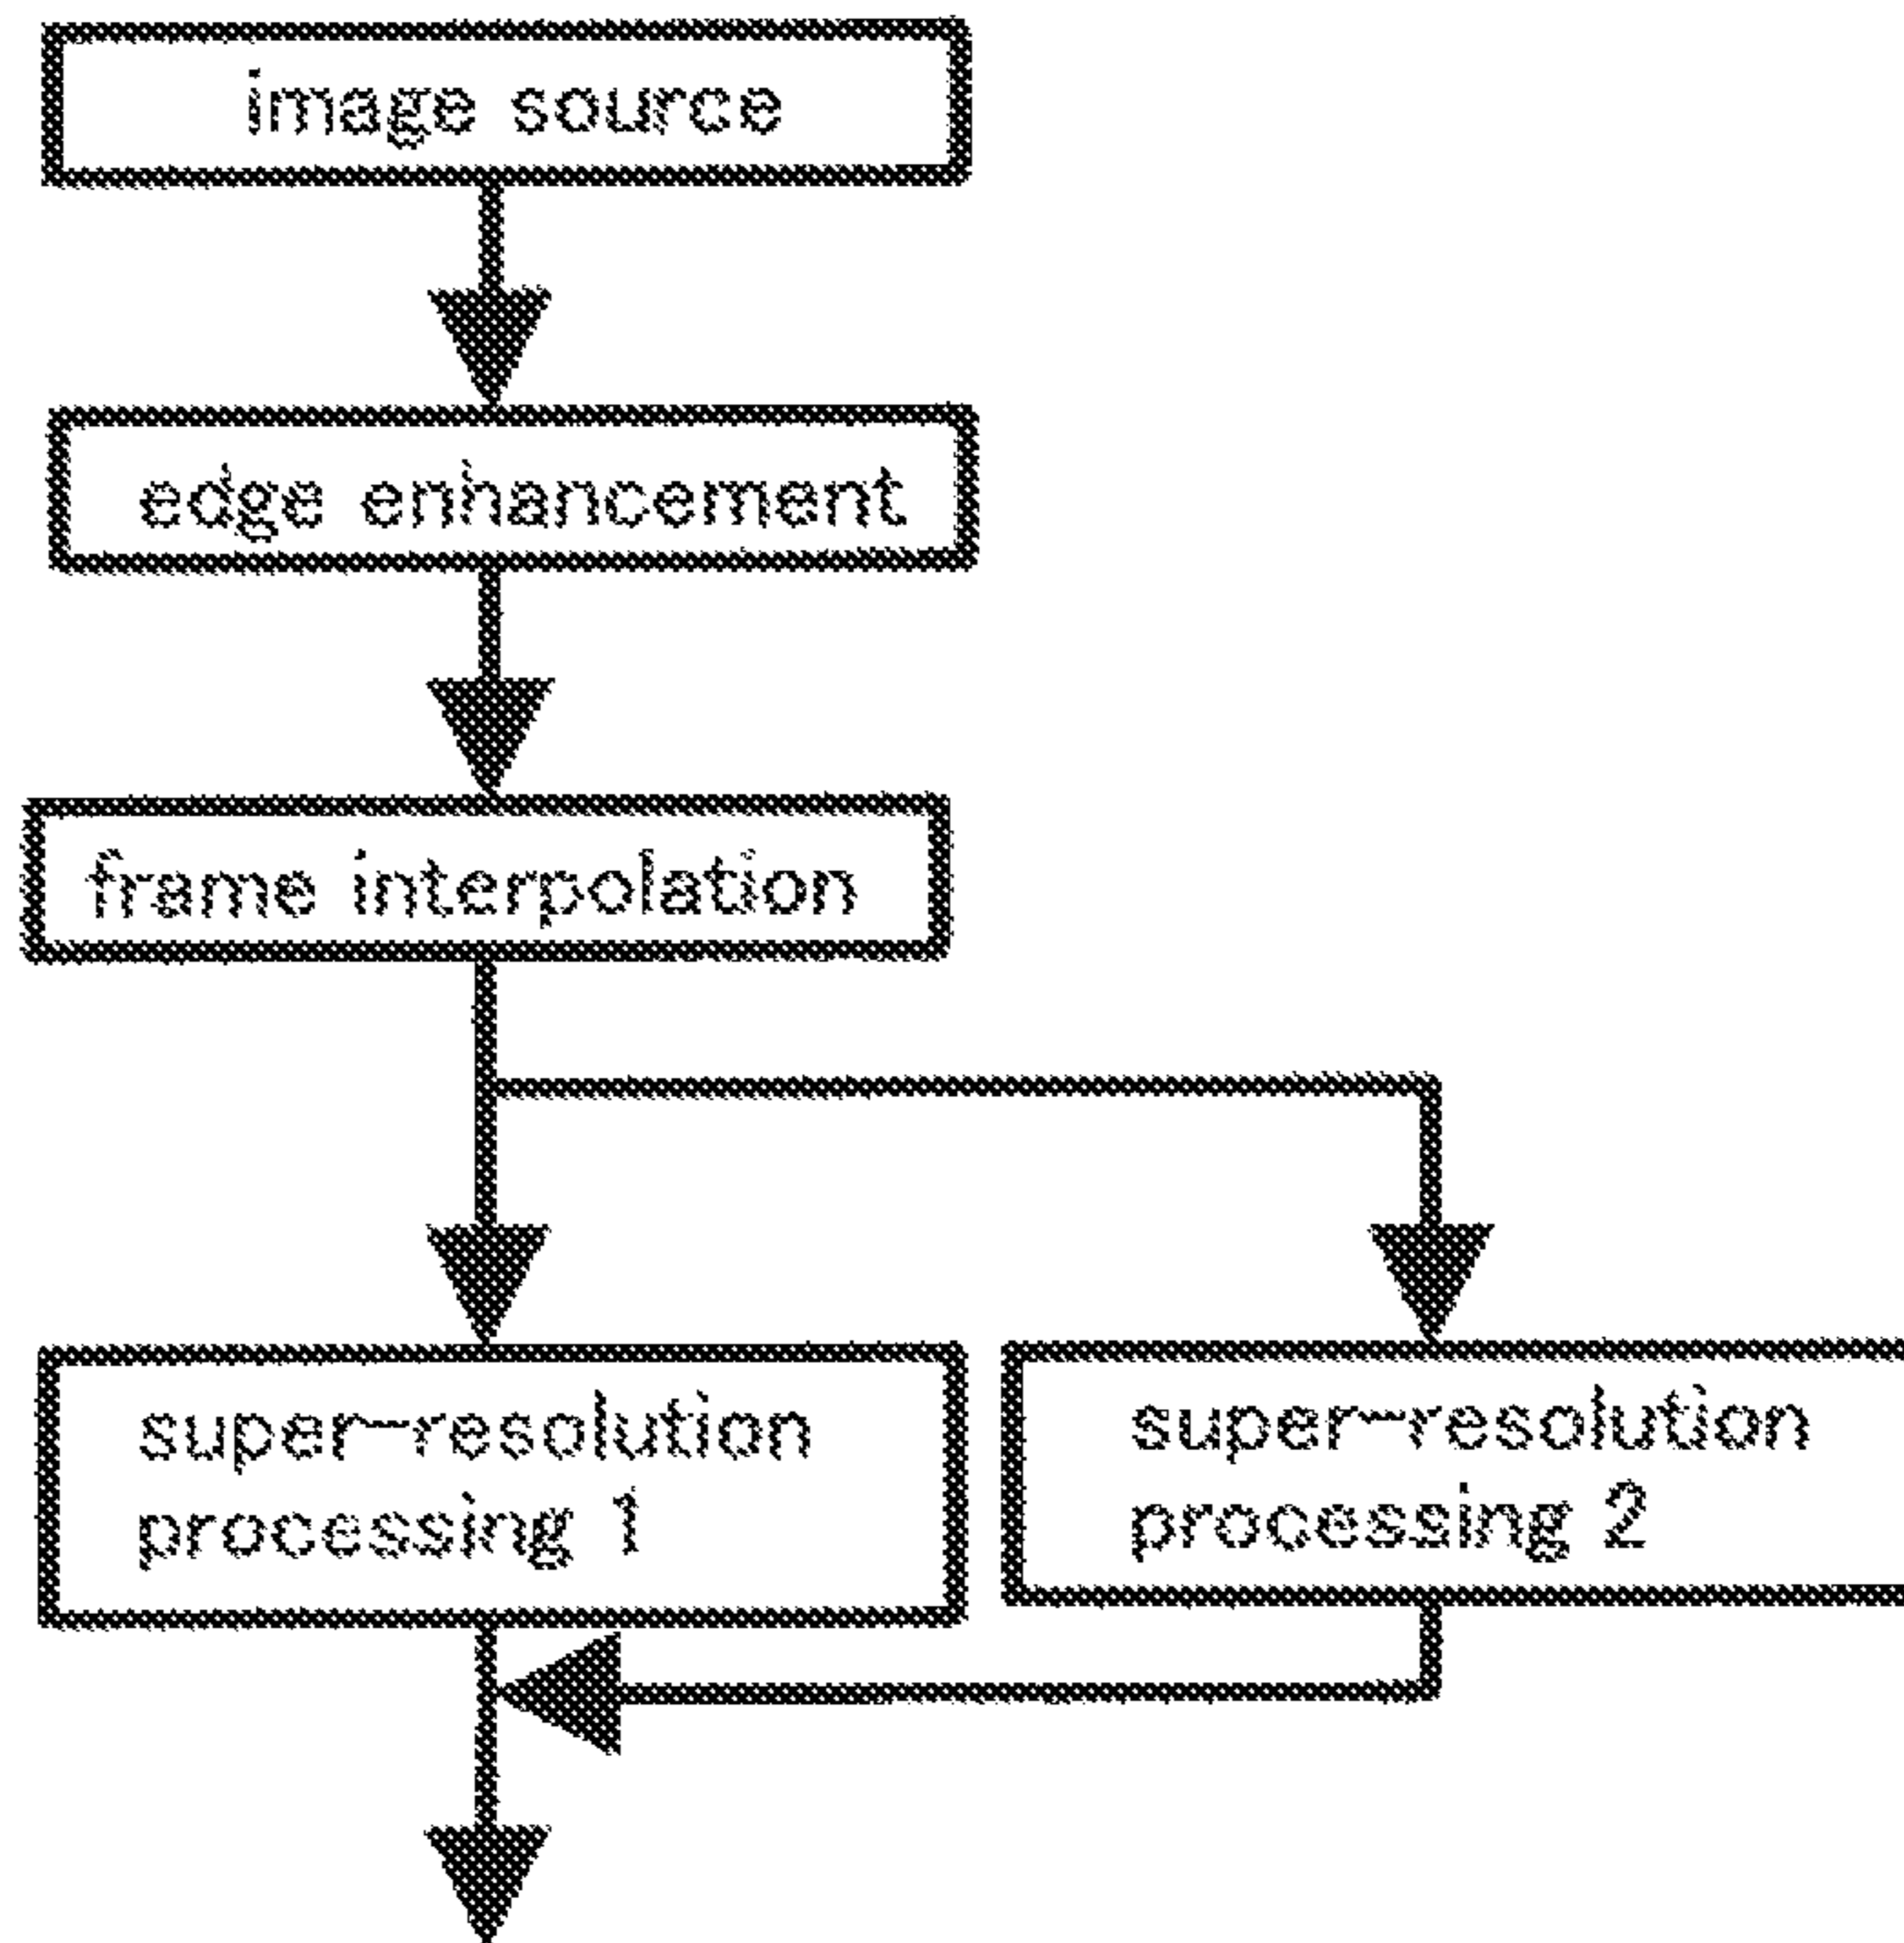 image source
edge enhancement
frame interpolation
super-resolution
processing 1
super-resolution
processing 2